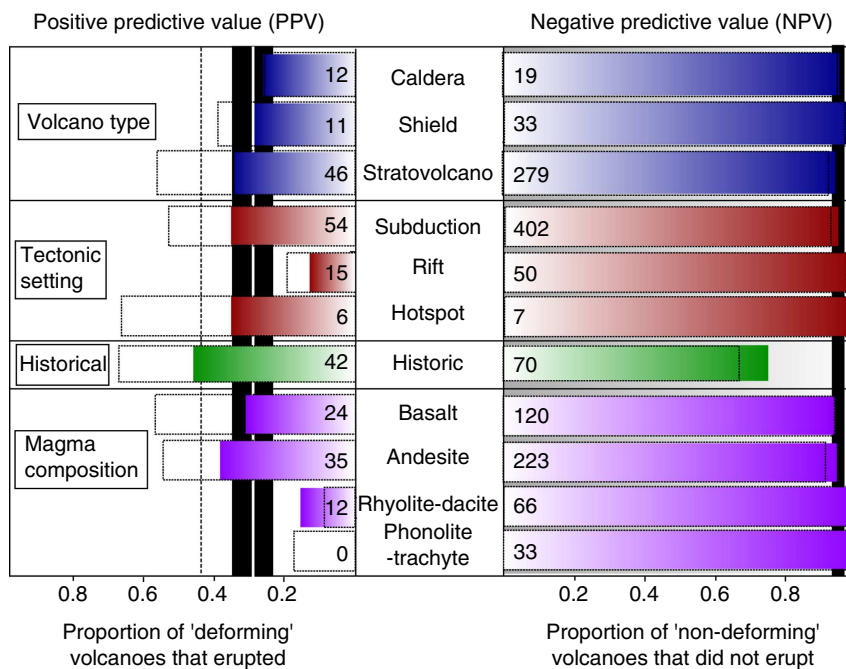 Positive predictive value (PPV)
Negative predictive value (NPV)
Volcano type
12
Caldera
19
11
Shield
33
46
Stratovolcano
279
Tectonic
setting
54
Subduction
402
15
Rift
50
6
Hotspot
7
Historical
42
Historic
70
Magma
composition
24
Basalt
120
35
Andesite
223
12
Rhyolite-dacite
66
0
Phonolite
-trachyte
33
0.8 0.6 0.4 0.2
0.2 0.4 0.6 0.8
Proportion of 'deforming'
volcanoes that erupted
Proportion of 'non-deforming'
volcanoes that did not erupt